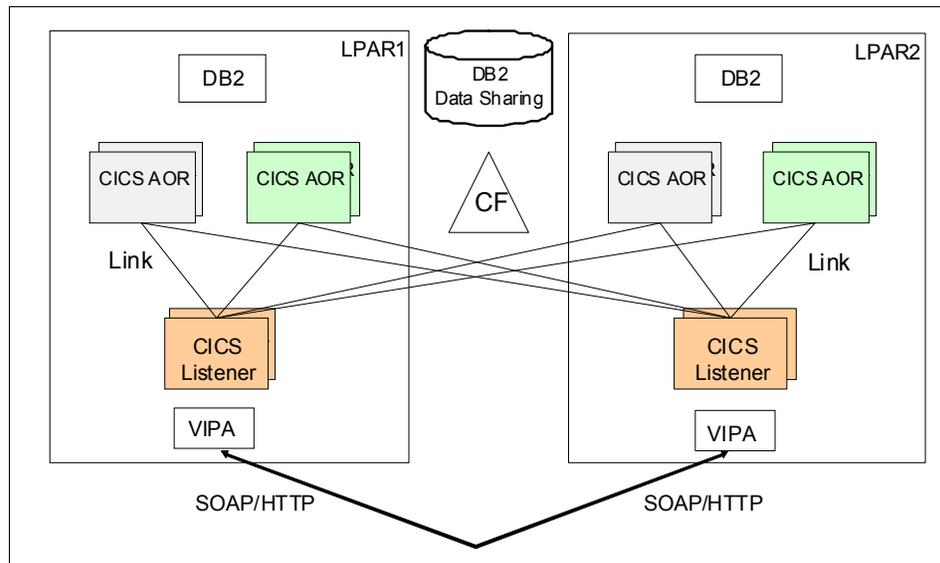 LPAR1
DB2
DB2
Data Sharing
LPAR2
DB2
CICS AOR
CICS AOR
CF
CICS AOR
CICS AOR
Link
Link
CICS
Listener
CICS
Listener
VIPA
VIPA
SOAP/HTTP
SOAP/HTTP